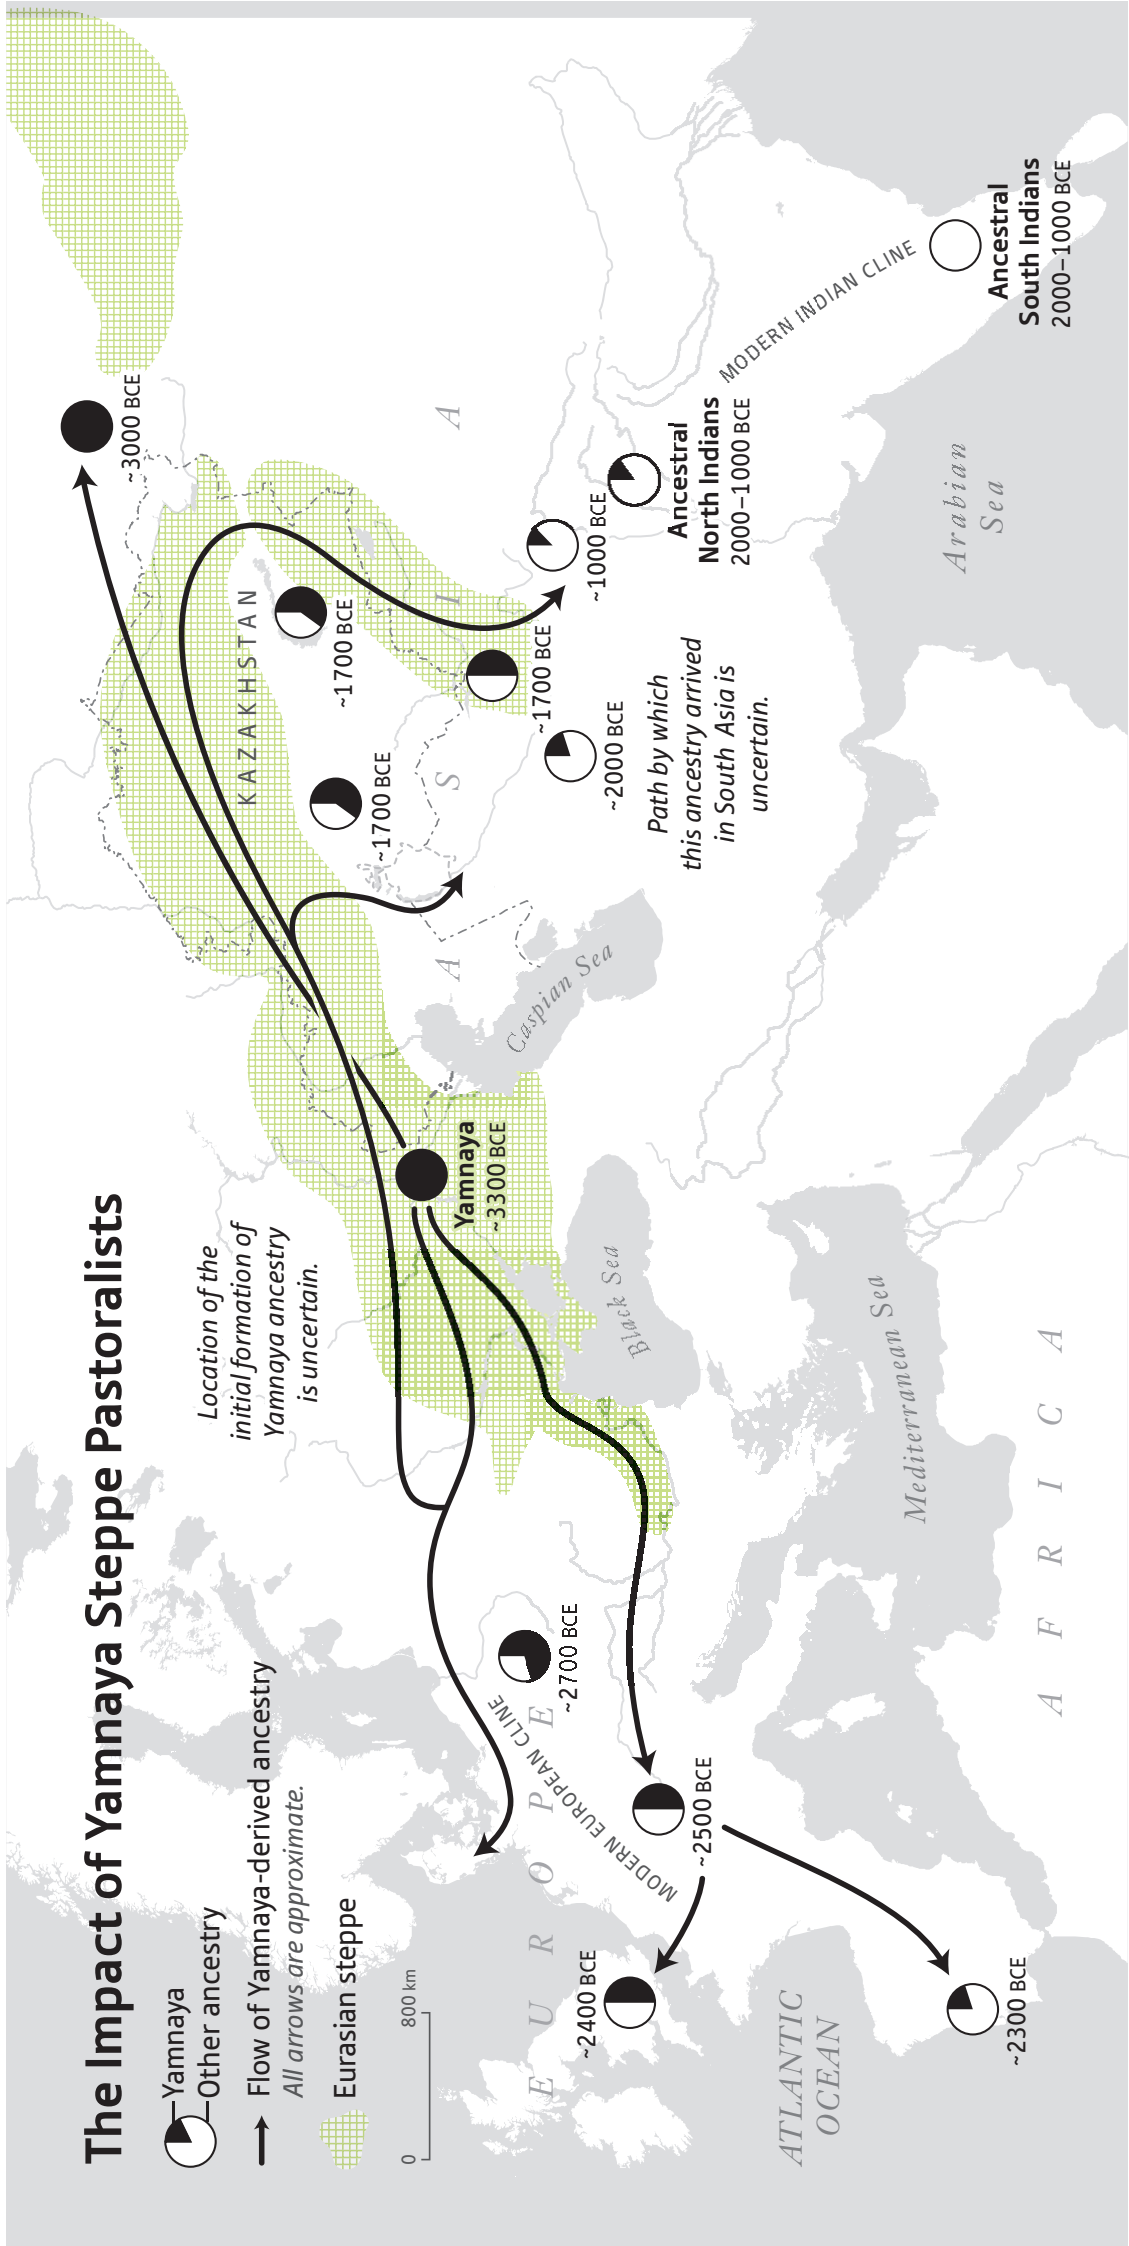 The Impact of Yamnaya Steppe Pastoralists
Yamnaya
Other ancestry
Flow of Yamnaya-derived ancestry
All arrows are approximate.
Eurasian steppe
0
800 km
Location of the
initial formation of
Yamnaya ancestry
is uncertain.
~3000 BCE
KAZAKHSTAN
~1700 BCE
~1700 BCE
~1700 BCE
~2000 BCE
~1000 BCE
Path by which
this ancestry arrived
in South Asia is
uncertain.
Ancestral
North Indians
2000–1000 BCE
MODERN INDIAN CLINE
Ancestral
South Indians
2000–1000 BCE
Yamnaya
~3300 BCE
ASIA
Caspian Sea
Black Sea
Arabian
Sea
Mediterranean Sea
AFRICA
EUROPE
~2700 BCE
MODERN EUROPEAN CLINE
~2500 BCE
~2400 BCE
~2300 BCE
ATLANTIC
OCEAN